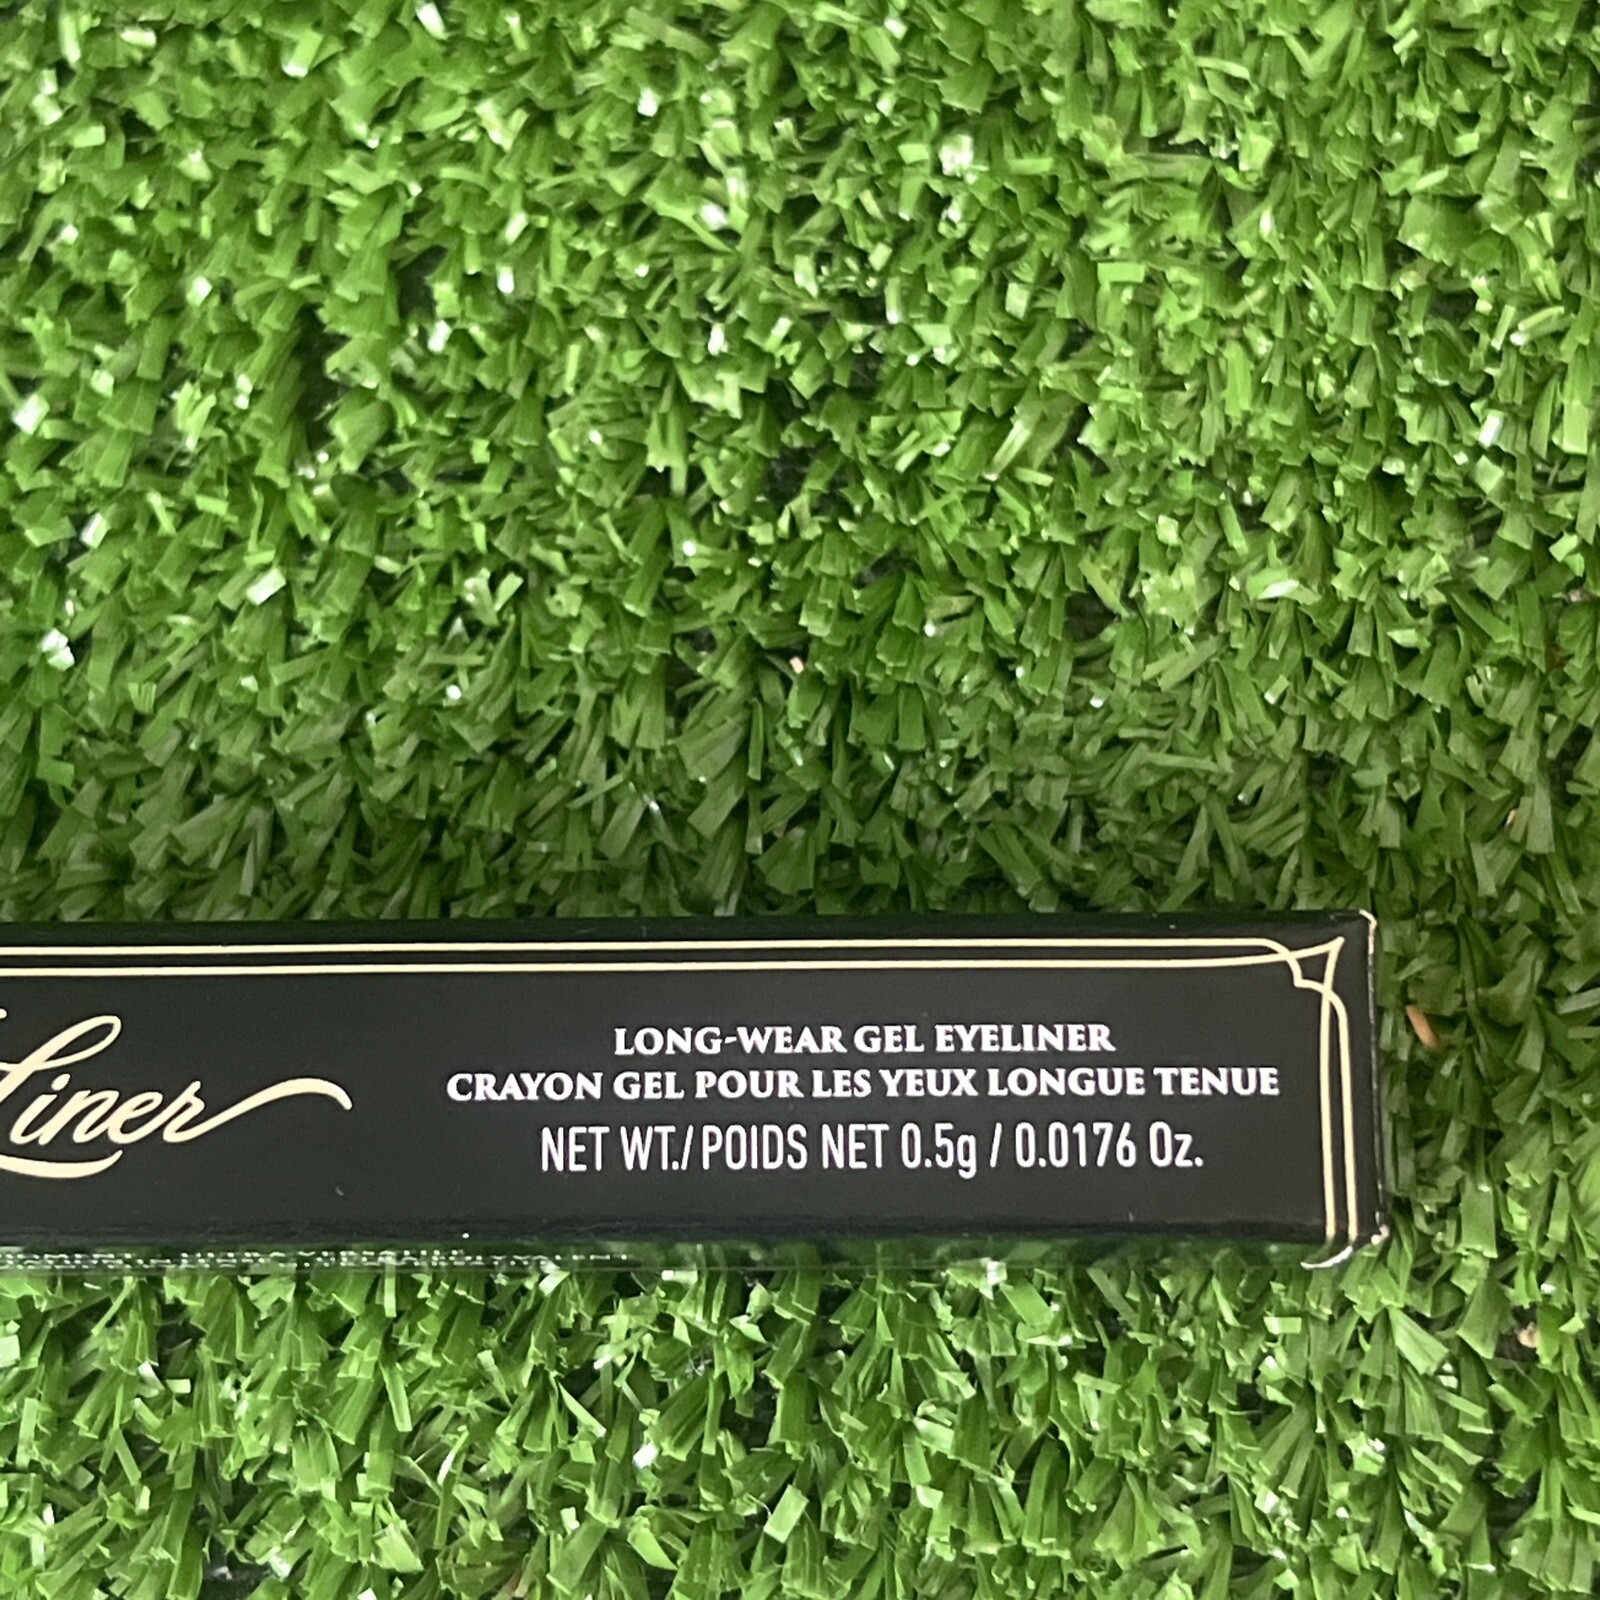 Liner
LONG-WEAR GEL EYELINER
CRAYON GEL POUR LES YEUX LONGUE TENUE
NET WT./POIDS NET 0.5g / 0.0176 Oz.